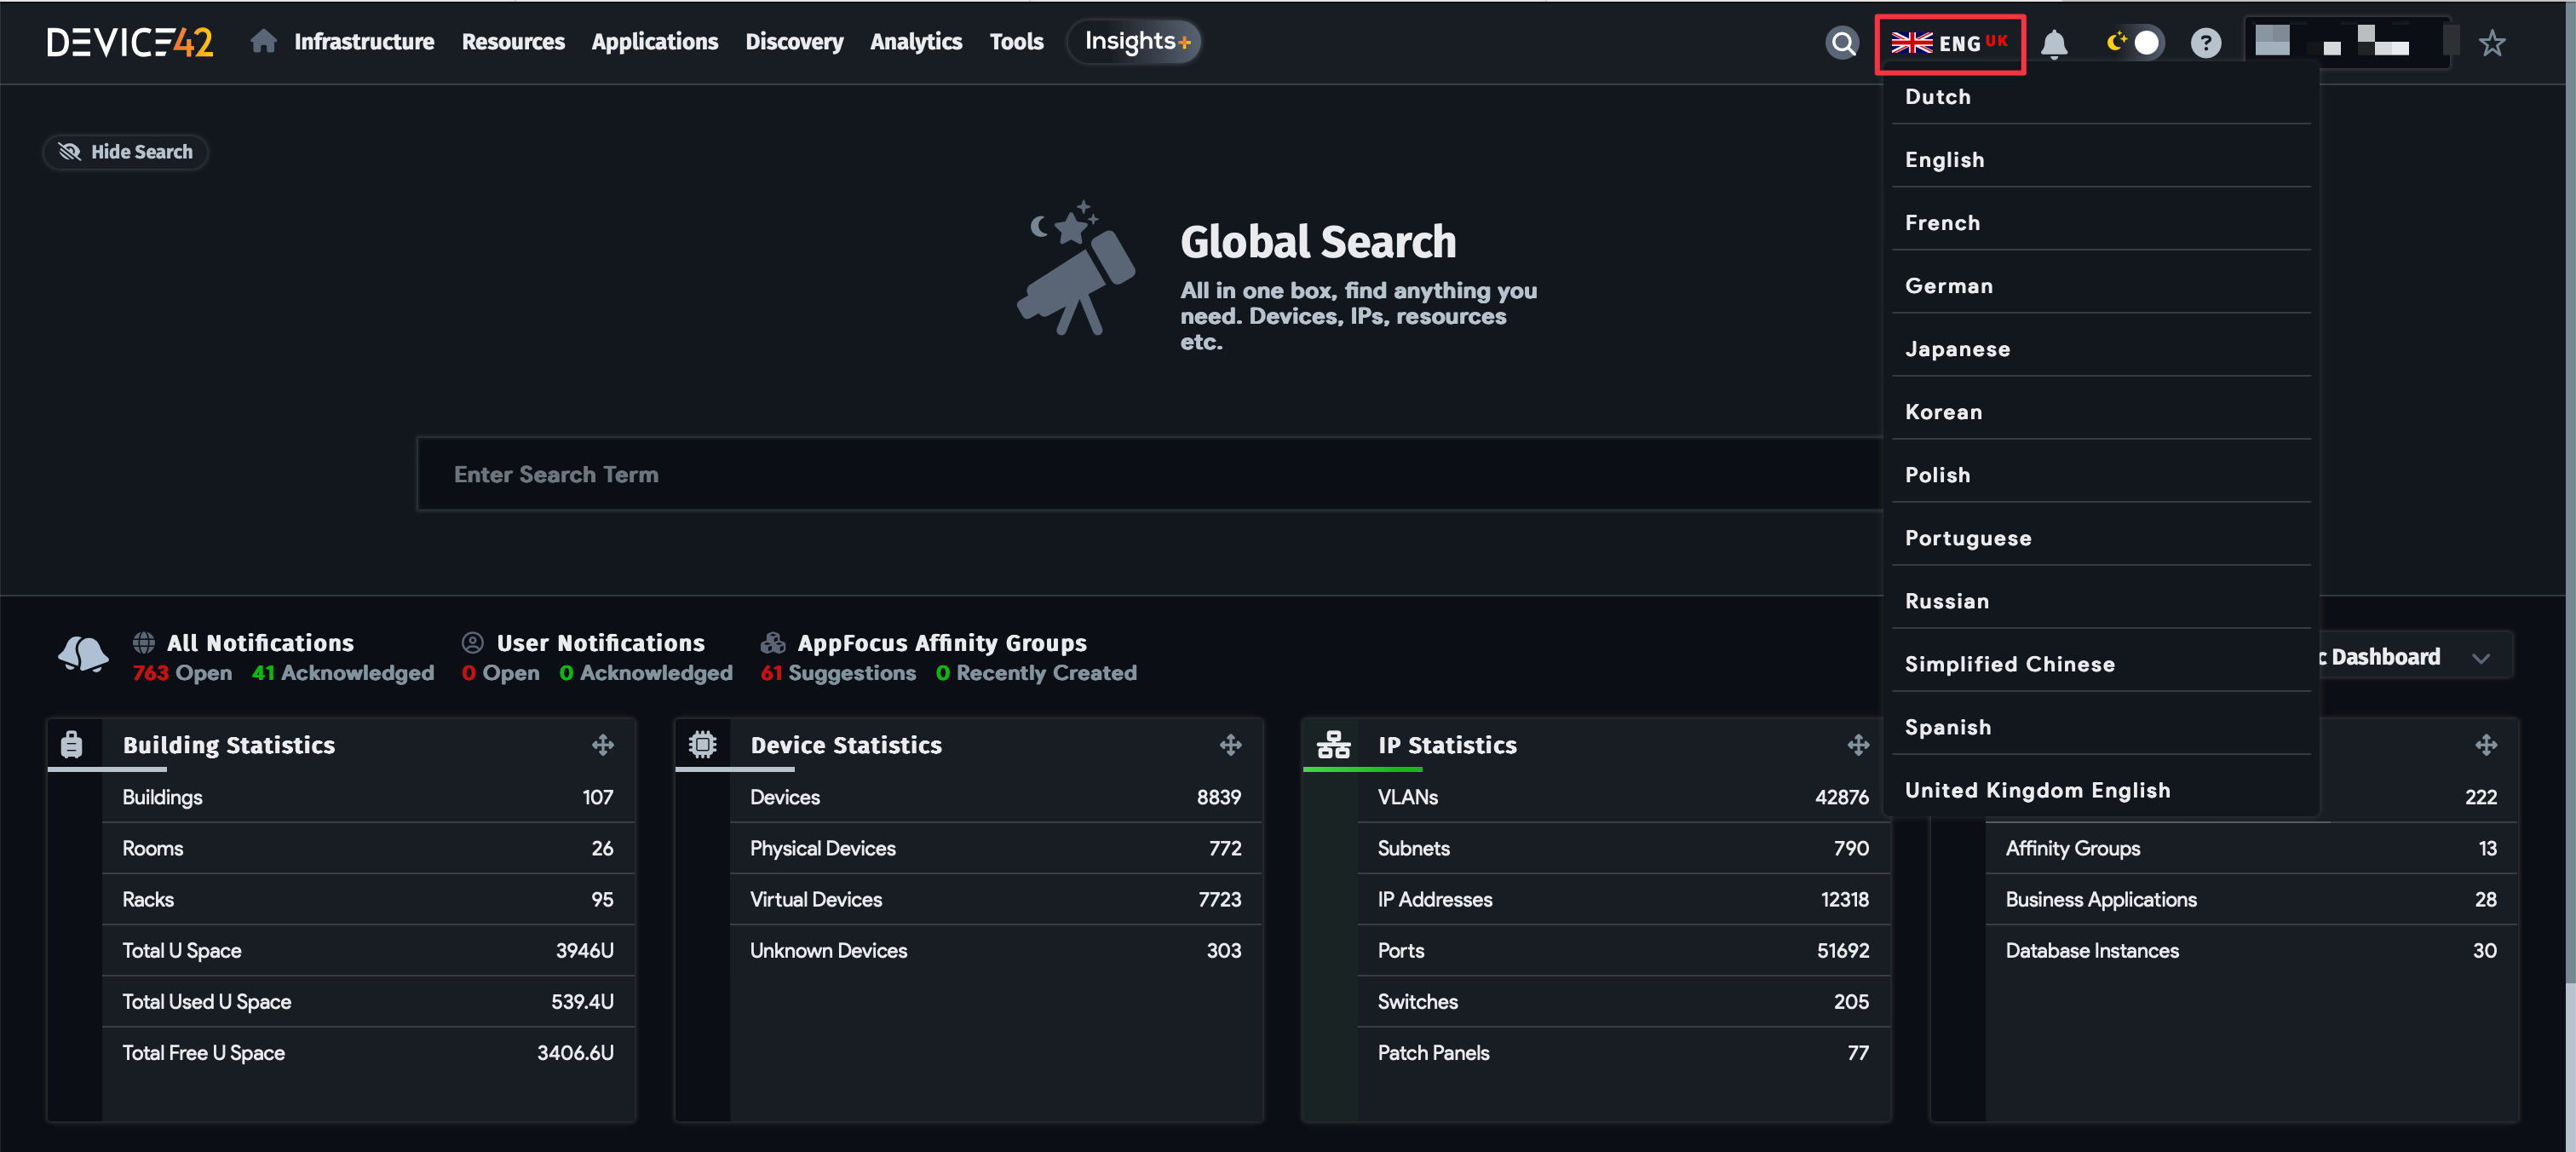 DEVICE42
Infrastructure
Resources
Applications
Discovery
Analytics
Tools
Insights+
ENG UK
?
Dutch
English
French
German
Japanese
Korean
Polish
Portuguese
Russian
Simplified Chinese
Spanish
United Kingdom English
Hide Search
Global Search
All in one box, find anything you
need. Devices, IPs, resources
etc.
Enter Search Term
All Notifications
763 Open 41 Acknowledged
User Notifications
0 Open 0 Acknowledged
AppFocus Affinity Groups
61 Suggestions 0 Recently Created
c Dashboard
Building Statistics
Buildings 107
Rooms 26
Racks 95
Total U Space 3946U
Total Used U Space 539.4U
Total Free U Space 3406.6U
Device Statistics
Devices 8839
Physical Devices 772
Virtual Devices 7723
Unknown Devices 303
IP Statistics
VLANs 42876
Subnets 790
IP Addresses 12318
Ports 51692
Switches 205
Patch Panels 77
222
Affinity Groups 13
Business Applications 28
Database Instances 30